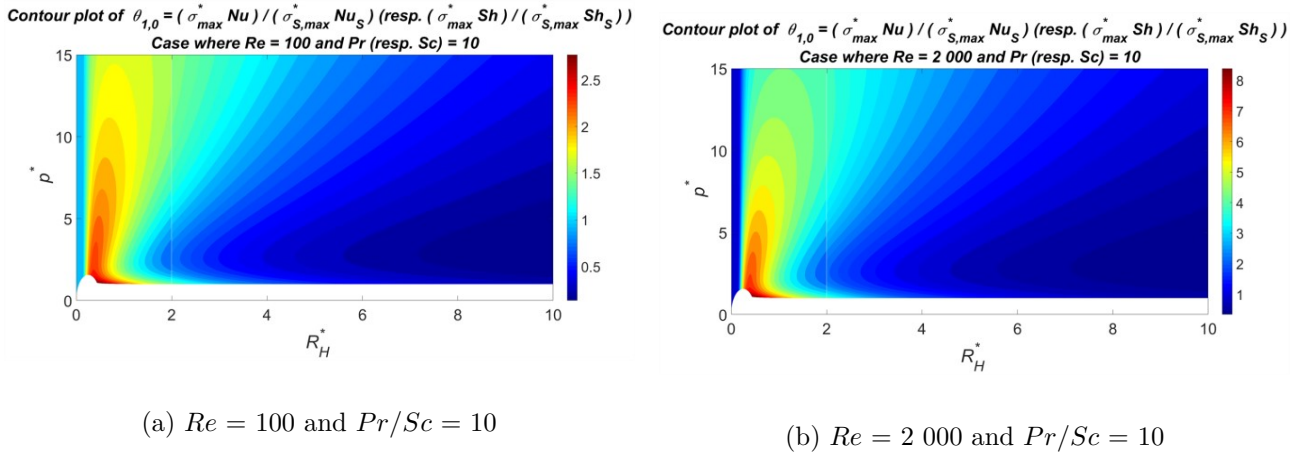 Contour plot of θ1,0 = ( σ*max Nu ) / ( σ*S,max NuS ) (resp. ( σ*max Sh ) / ( σ*S,max ShS ) )
Case where Re = 100 and Pr (resp. Sc) = 10
15
10
5
0
p*
0 2 4 6 8 10
R*H
2.5
2
1.5
1
0.5
(a) Re = 100 and Pr/Sc = 10
Contour plot of θ1,0 = ( σ*max Nu ) / ( σ*S,max NuS ) (resp. ( σ*max Sh ) / ( σ*S,max ShS ) )
Case where Re = 2 000 and Pr (resp. Sc) = 10
15
10
5
0
p*
0 2 4 6 8 10
R*H
8
7
6
5
4
3
2
1
(b) Re = 2 000 and Pr/Sc = 10